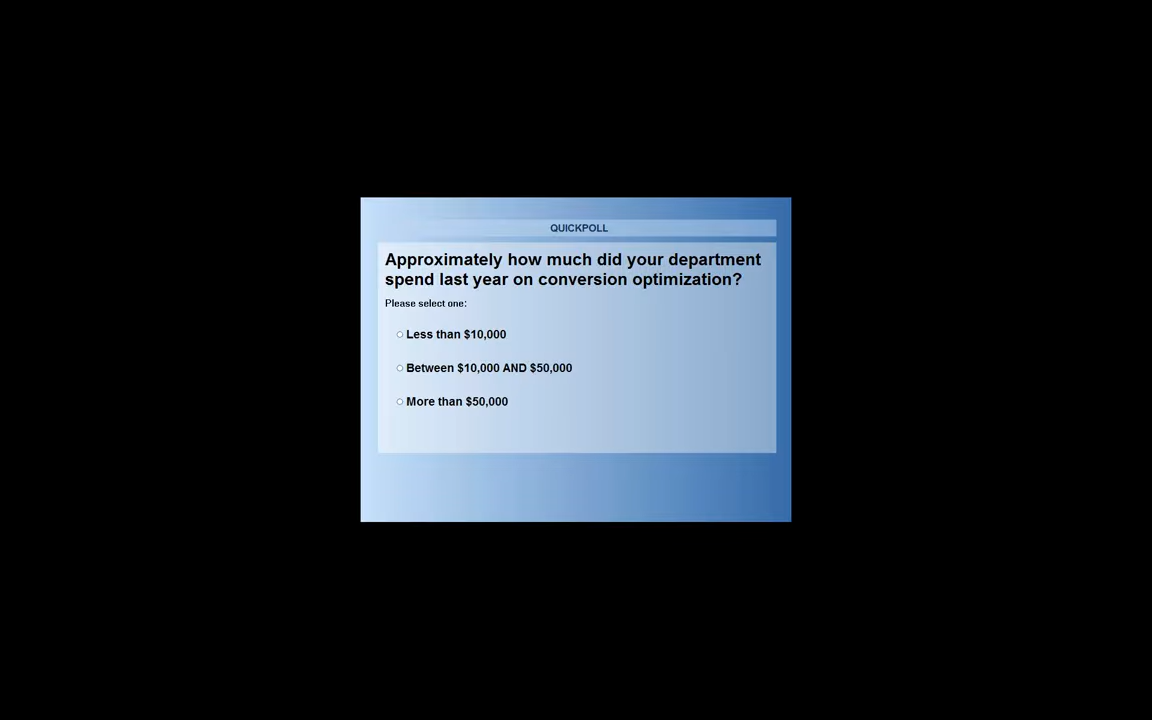 QUICKPOLL
Approximately how much did your department
spend last year on conversion optimization?
Please select one:
Less than $10,000
Between $10,000 AND $50,000
More than $50,000